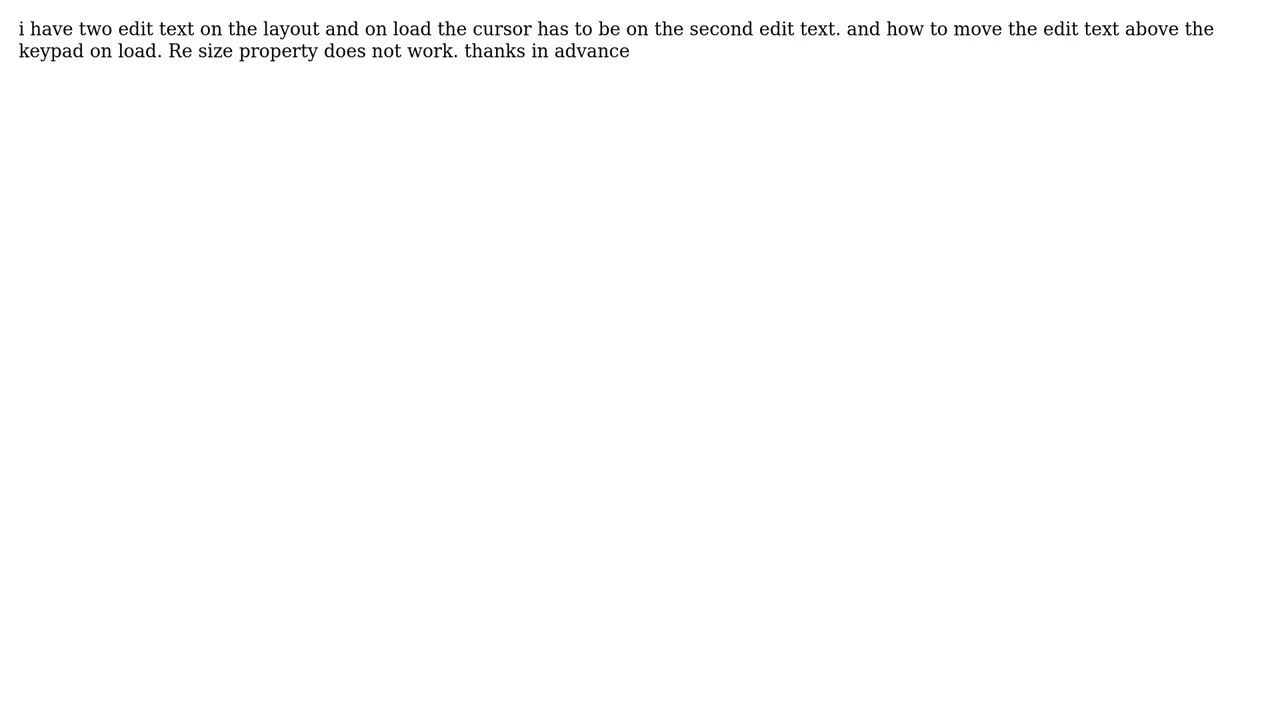 i have two edit text on the layout and on load the cursor has to be on the second edit text. and how to move the edit text above the
keypad on load. Re size property does not work. thanks in advance